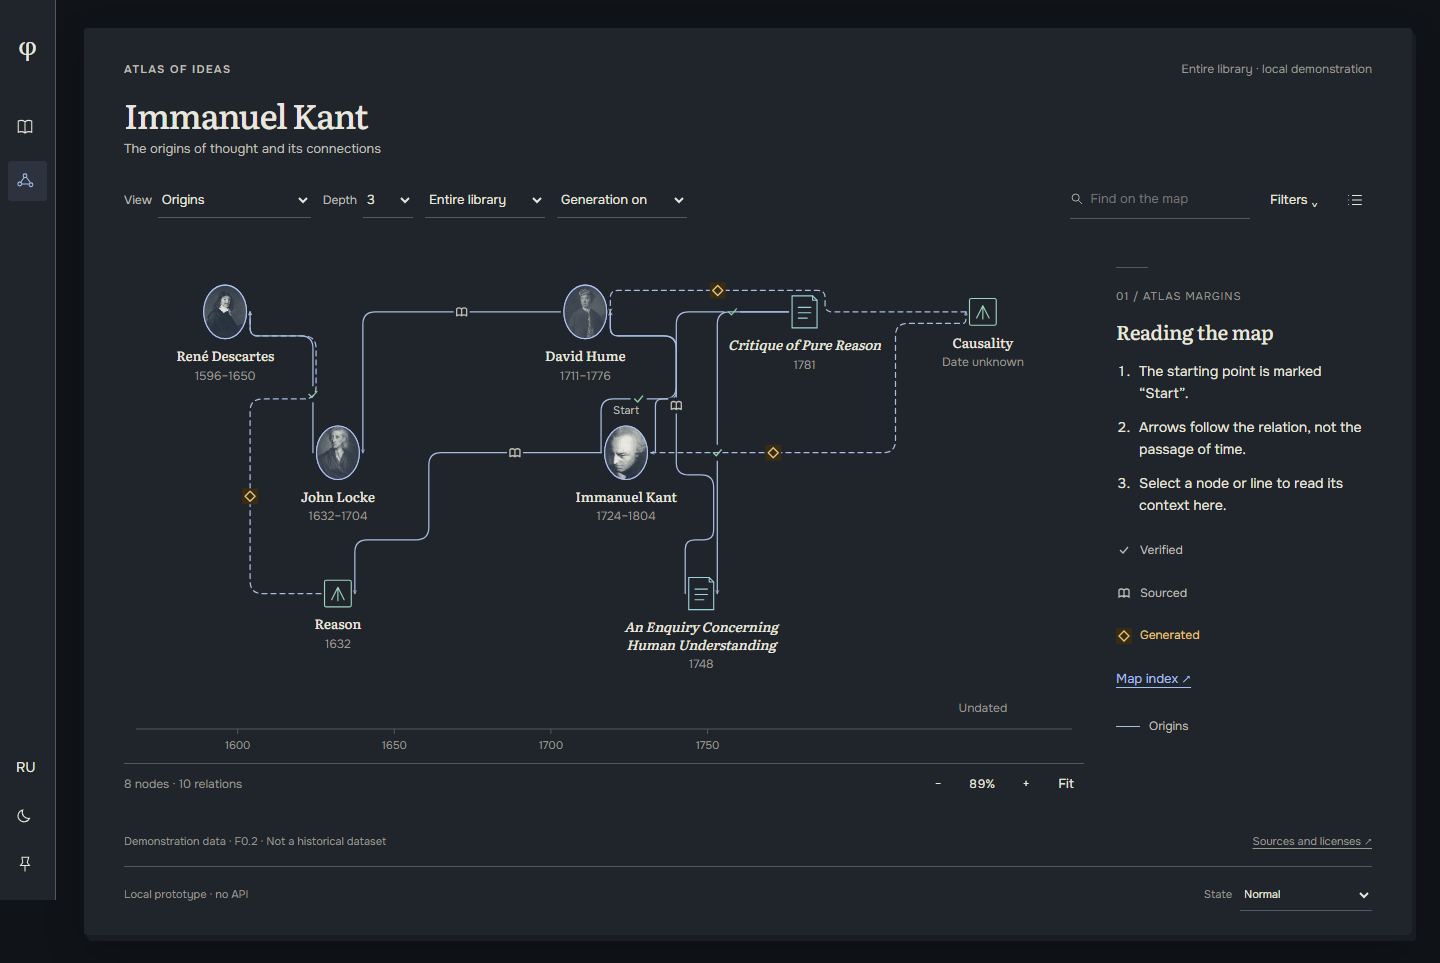 φ
ATLAS OF IDEAS
Entire library · local demonstration
Immanuel Kant
The origins of thought and its connections
View Origins Depth 3 Entire library Generation on
Find on the map Filters
René Descartes
1596–1650
David Hume
1711–1776
Critique of Pure Reason
1781
Causality
Date unknown
Start
John Locke
1632–1704
Immanuel Kant
1724–1804
Reason
1632
An Enquiry Concerning
Human Understanding
1748
Undated
1600 1650 1700 1750
8 nodes · 10 relations
− 89% + Fit
01 / ATLAS MARGINS
Reading the map
1. The starting point is marked
“Start”.
2. Arrows follow the relation, not the
passage of time.
3. Select a node or line to read its
context here.
Verified
Sourced
Generated
Map index ↗
Origins
RU
Demonstration data · F0.2 · Not a historical dataset
Sources and licenses ↗
Local prototype · no API
State Normal